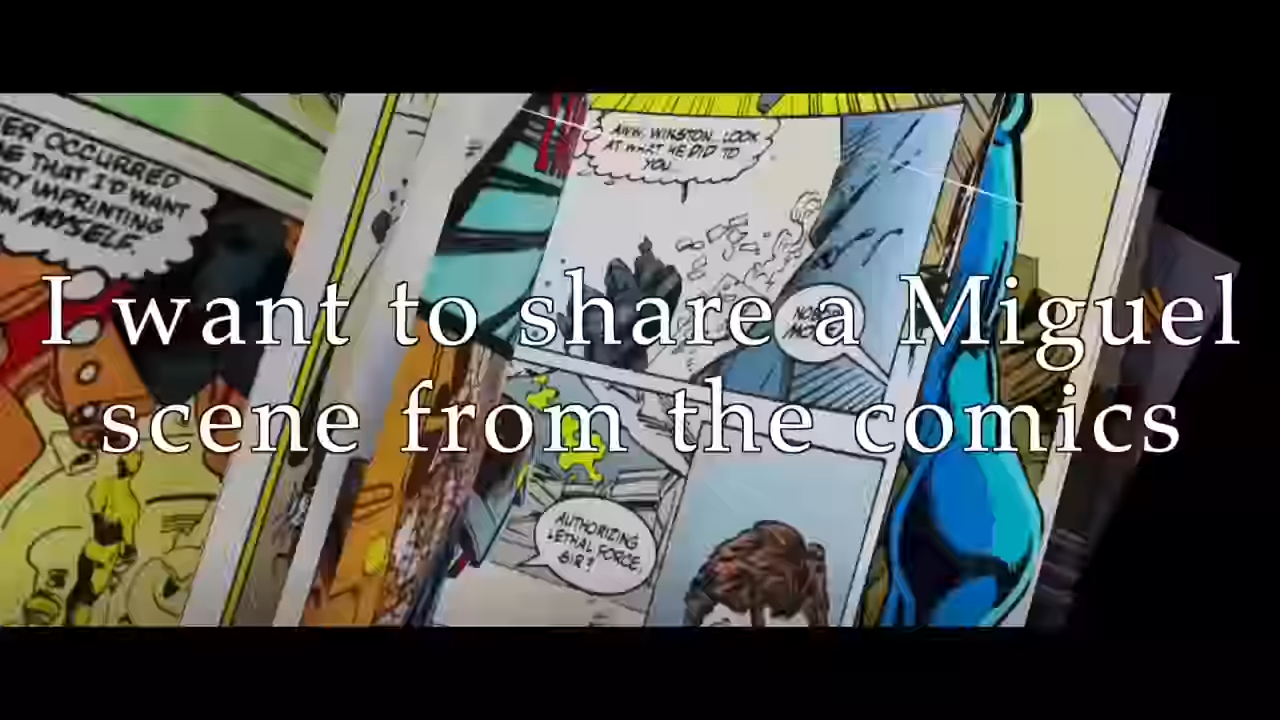 ER OCCURRED
THAT I'D WANT
RY IMPRINTING
MYSELF.
AWW, WINSTON. LOOK
AT WHAT HE DID TO
YOU...
I want to share a Miguel
scene from the comics
AUTHORIZING
LETHAL FORCE,
SIR?